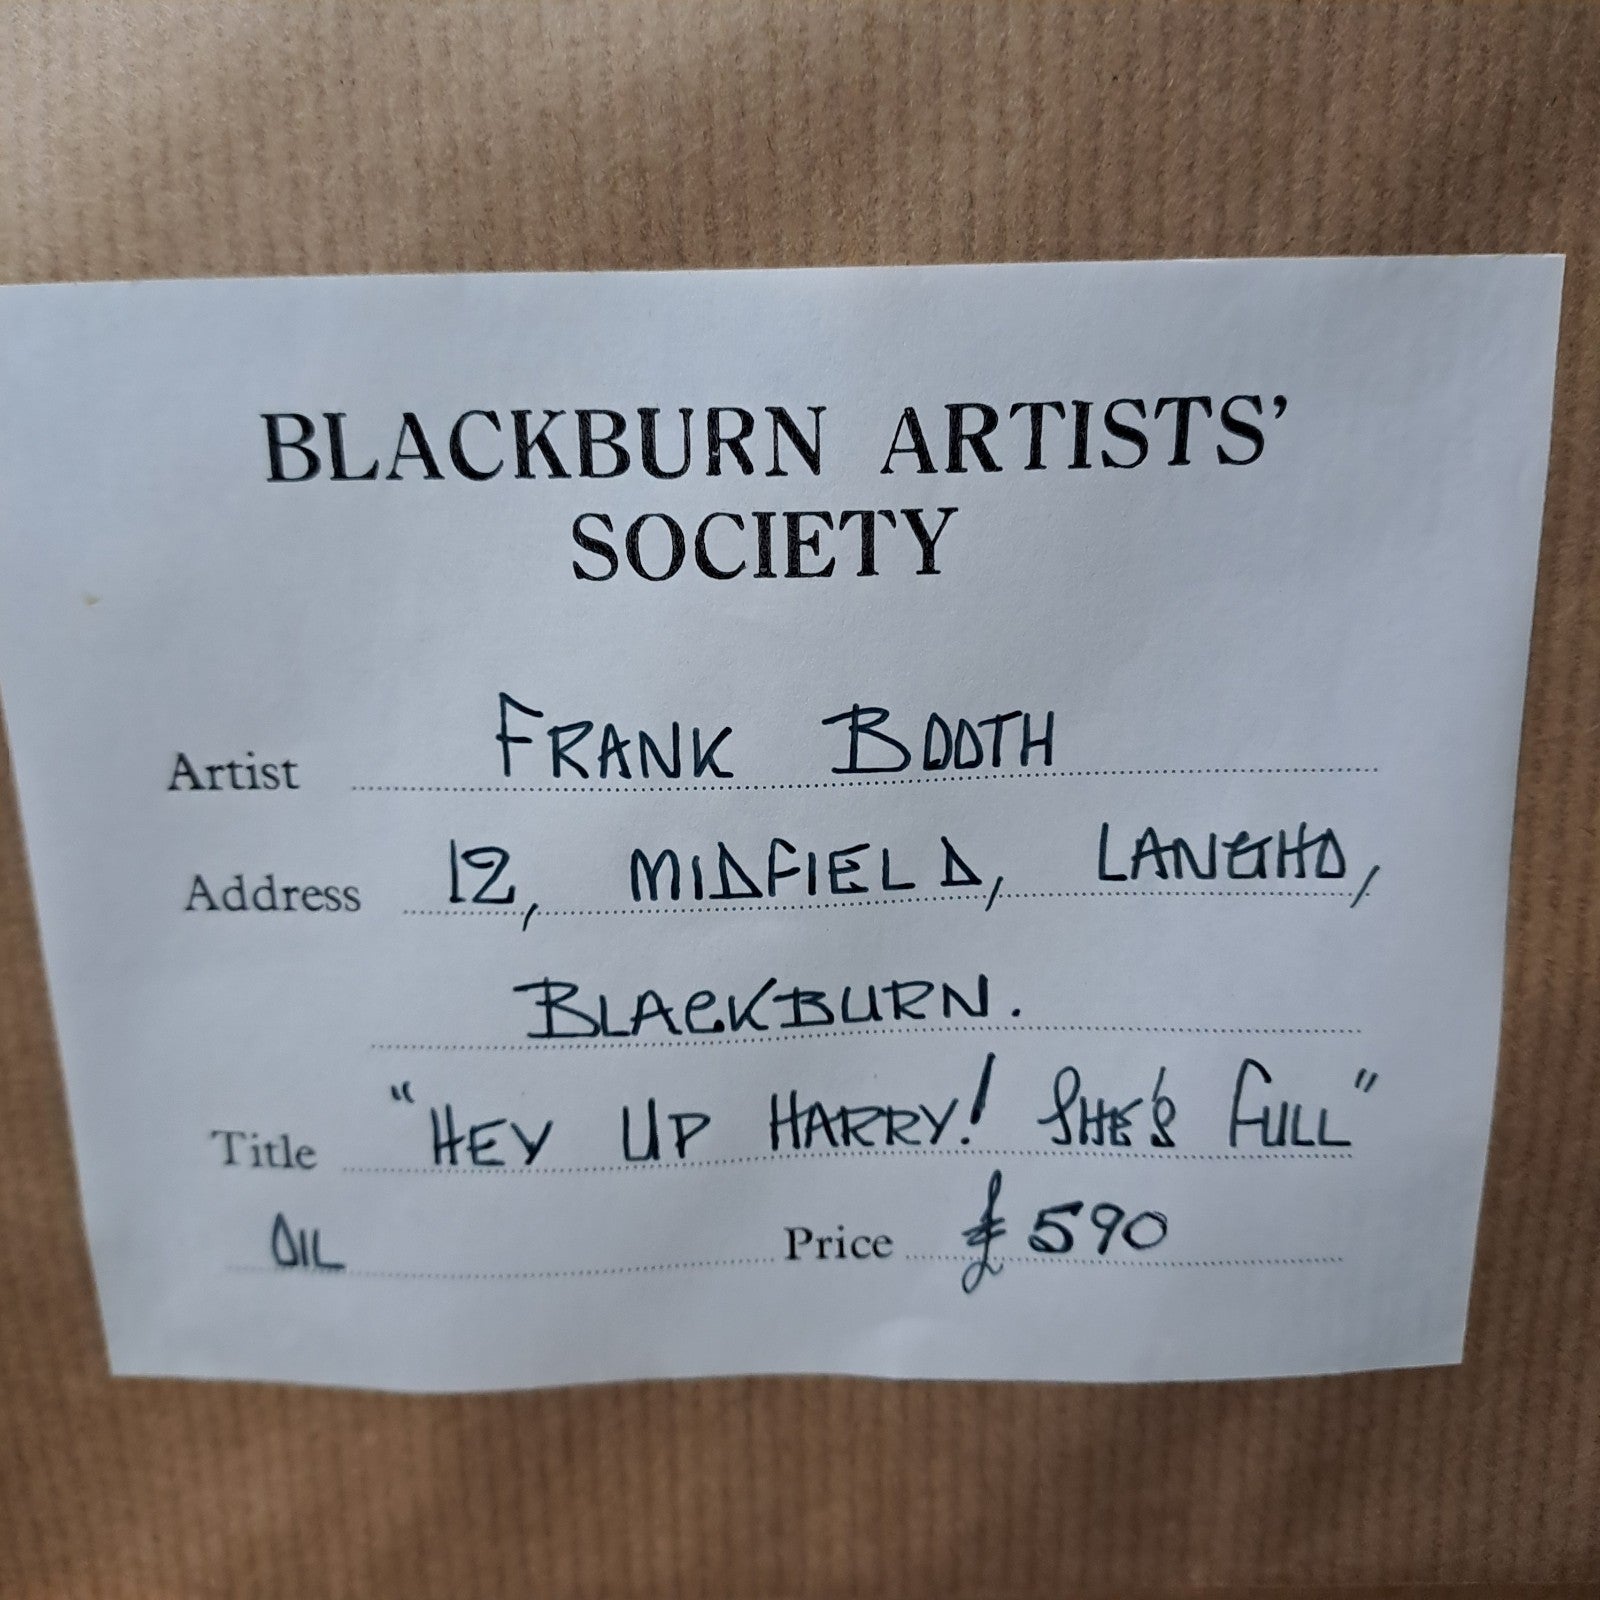 BLACKBURN ARTISTS'
SOCIETY
Artist FRANK BOOTH
Address 12, MIDFIELD, LANGHO,
BLACKBURN.
Title "HEY UP HARRY! SHE'S FULL"
OIL Price £590